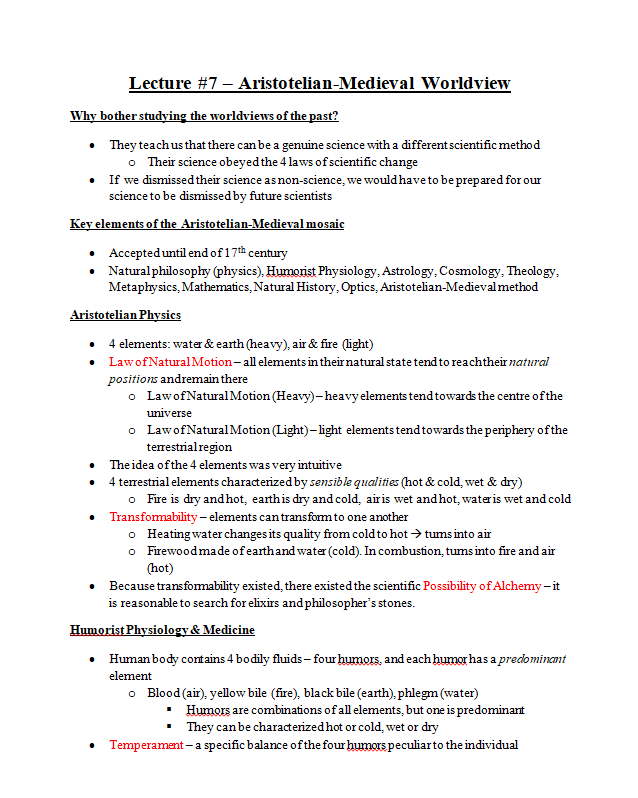 Lecture #7 – Aristotelian-Medieval Worldview
Why bother studying the worldviews of the past?
• They teach us that there can be a genuine science with a different scientific method
o Their science obeyed the 4 laws of scientific change
• If we dismissed their science as non-science, we would have to be prepared for our
science to be dismissed by future scientists
Key elements of the Aristotelian-Medieval mosaic
• Accepted until end of 17th century
• Natural philosophy (physics), Humorist Physiology, Astrology, Cosmology, Theology,
Metaphysics, Mathematics, Natural History, Optics, Aristotelian-Medieval method
Aristotelian Physics
• 4 elements: water & earth (heavy), air & fire (light)
• Law of Natural Motion – all elements in their natural state tend to reach their natural
positions and remain there
o Law of Natural Motion (Heavy) – heavy elements tend towards the centre of the
universe
o Law of Natural Motion (Light) – light elements tend towards the periphery of the
terrestrial region
• The idea of the 4 elements was very intuitive
• 4 terrestrial elements characterized by sensible qualities (hot & cold, wet & dry)
o Fire is dry and hot, earth is dry and cold, air is wet and hot, water is wet and cold
• Transformability – elements can transform to one another
o Heating water changes its quality from cold to hot → turns into air
o Firewood made of earth and water (cold). In combustion, turns into fire and air
(hot)
• Because transformability existed, there existed the scientific Possibility of Alchemy – it
is reasonable to search for elixirs and philosopher's stones.
Humorist Physiology & Medicine
• Human body contains 4 bodily fluids – four humors, and each humor has a predominant
element
o Blood (air), yellow bile (fire), black bile (earth), phlegm (water)
▪ Humors are combinations of all elements, but one is predominant
▪ They can be characterized hot or cold, wet or dry
• Temperament – a specific balance of the four humors peculiar to the individual